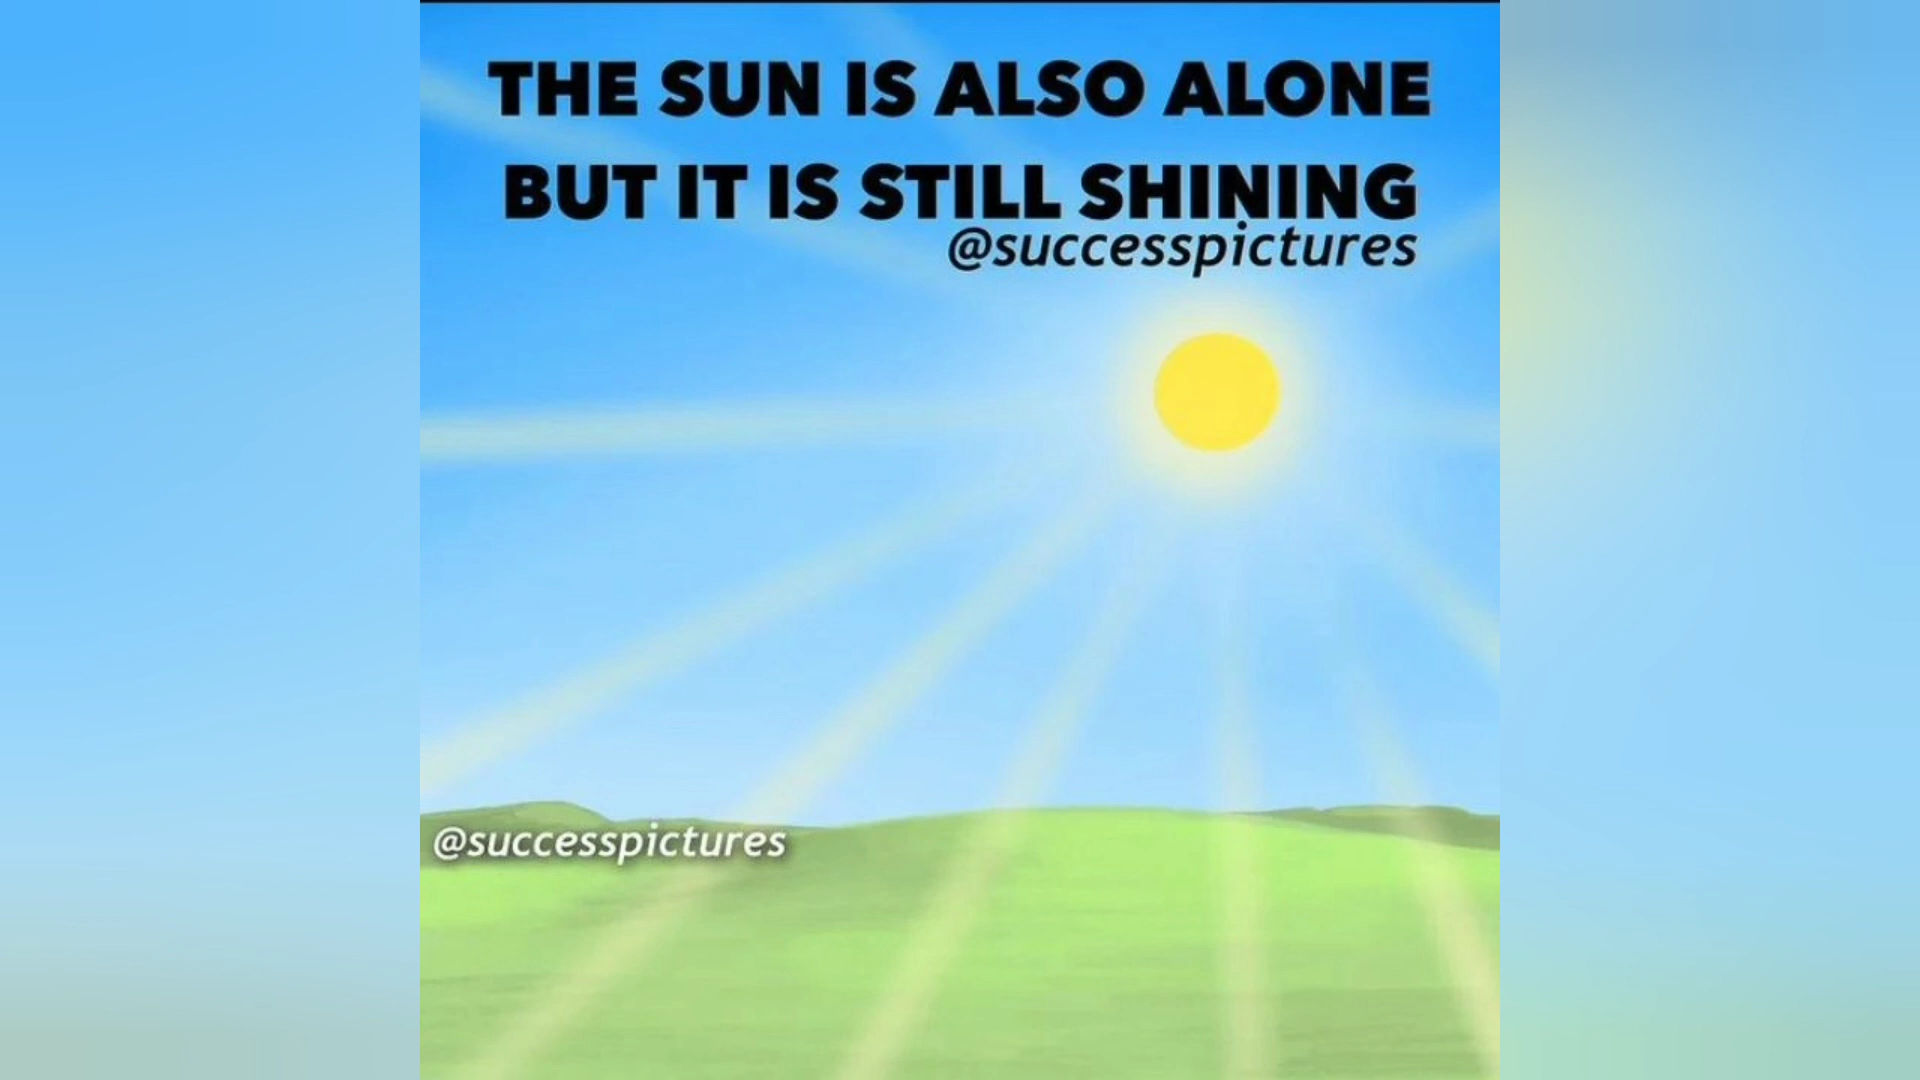 THE SUN IS ALSO ALONE
BUT IT IS STILL SHINING
@successpictures
@successpictures